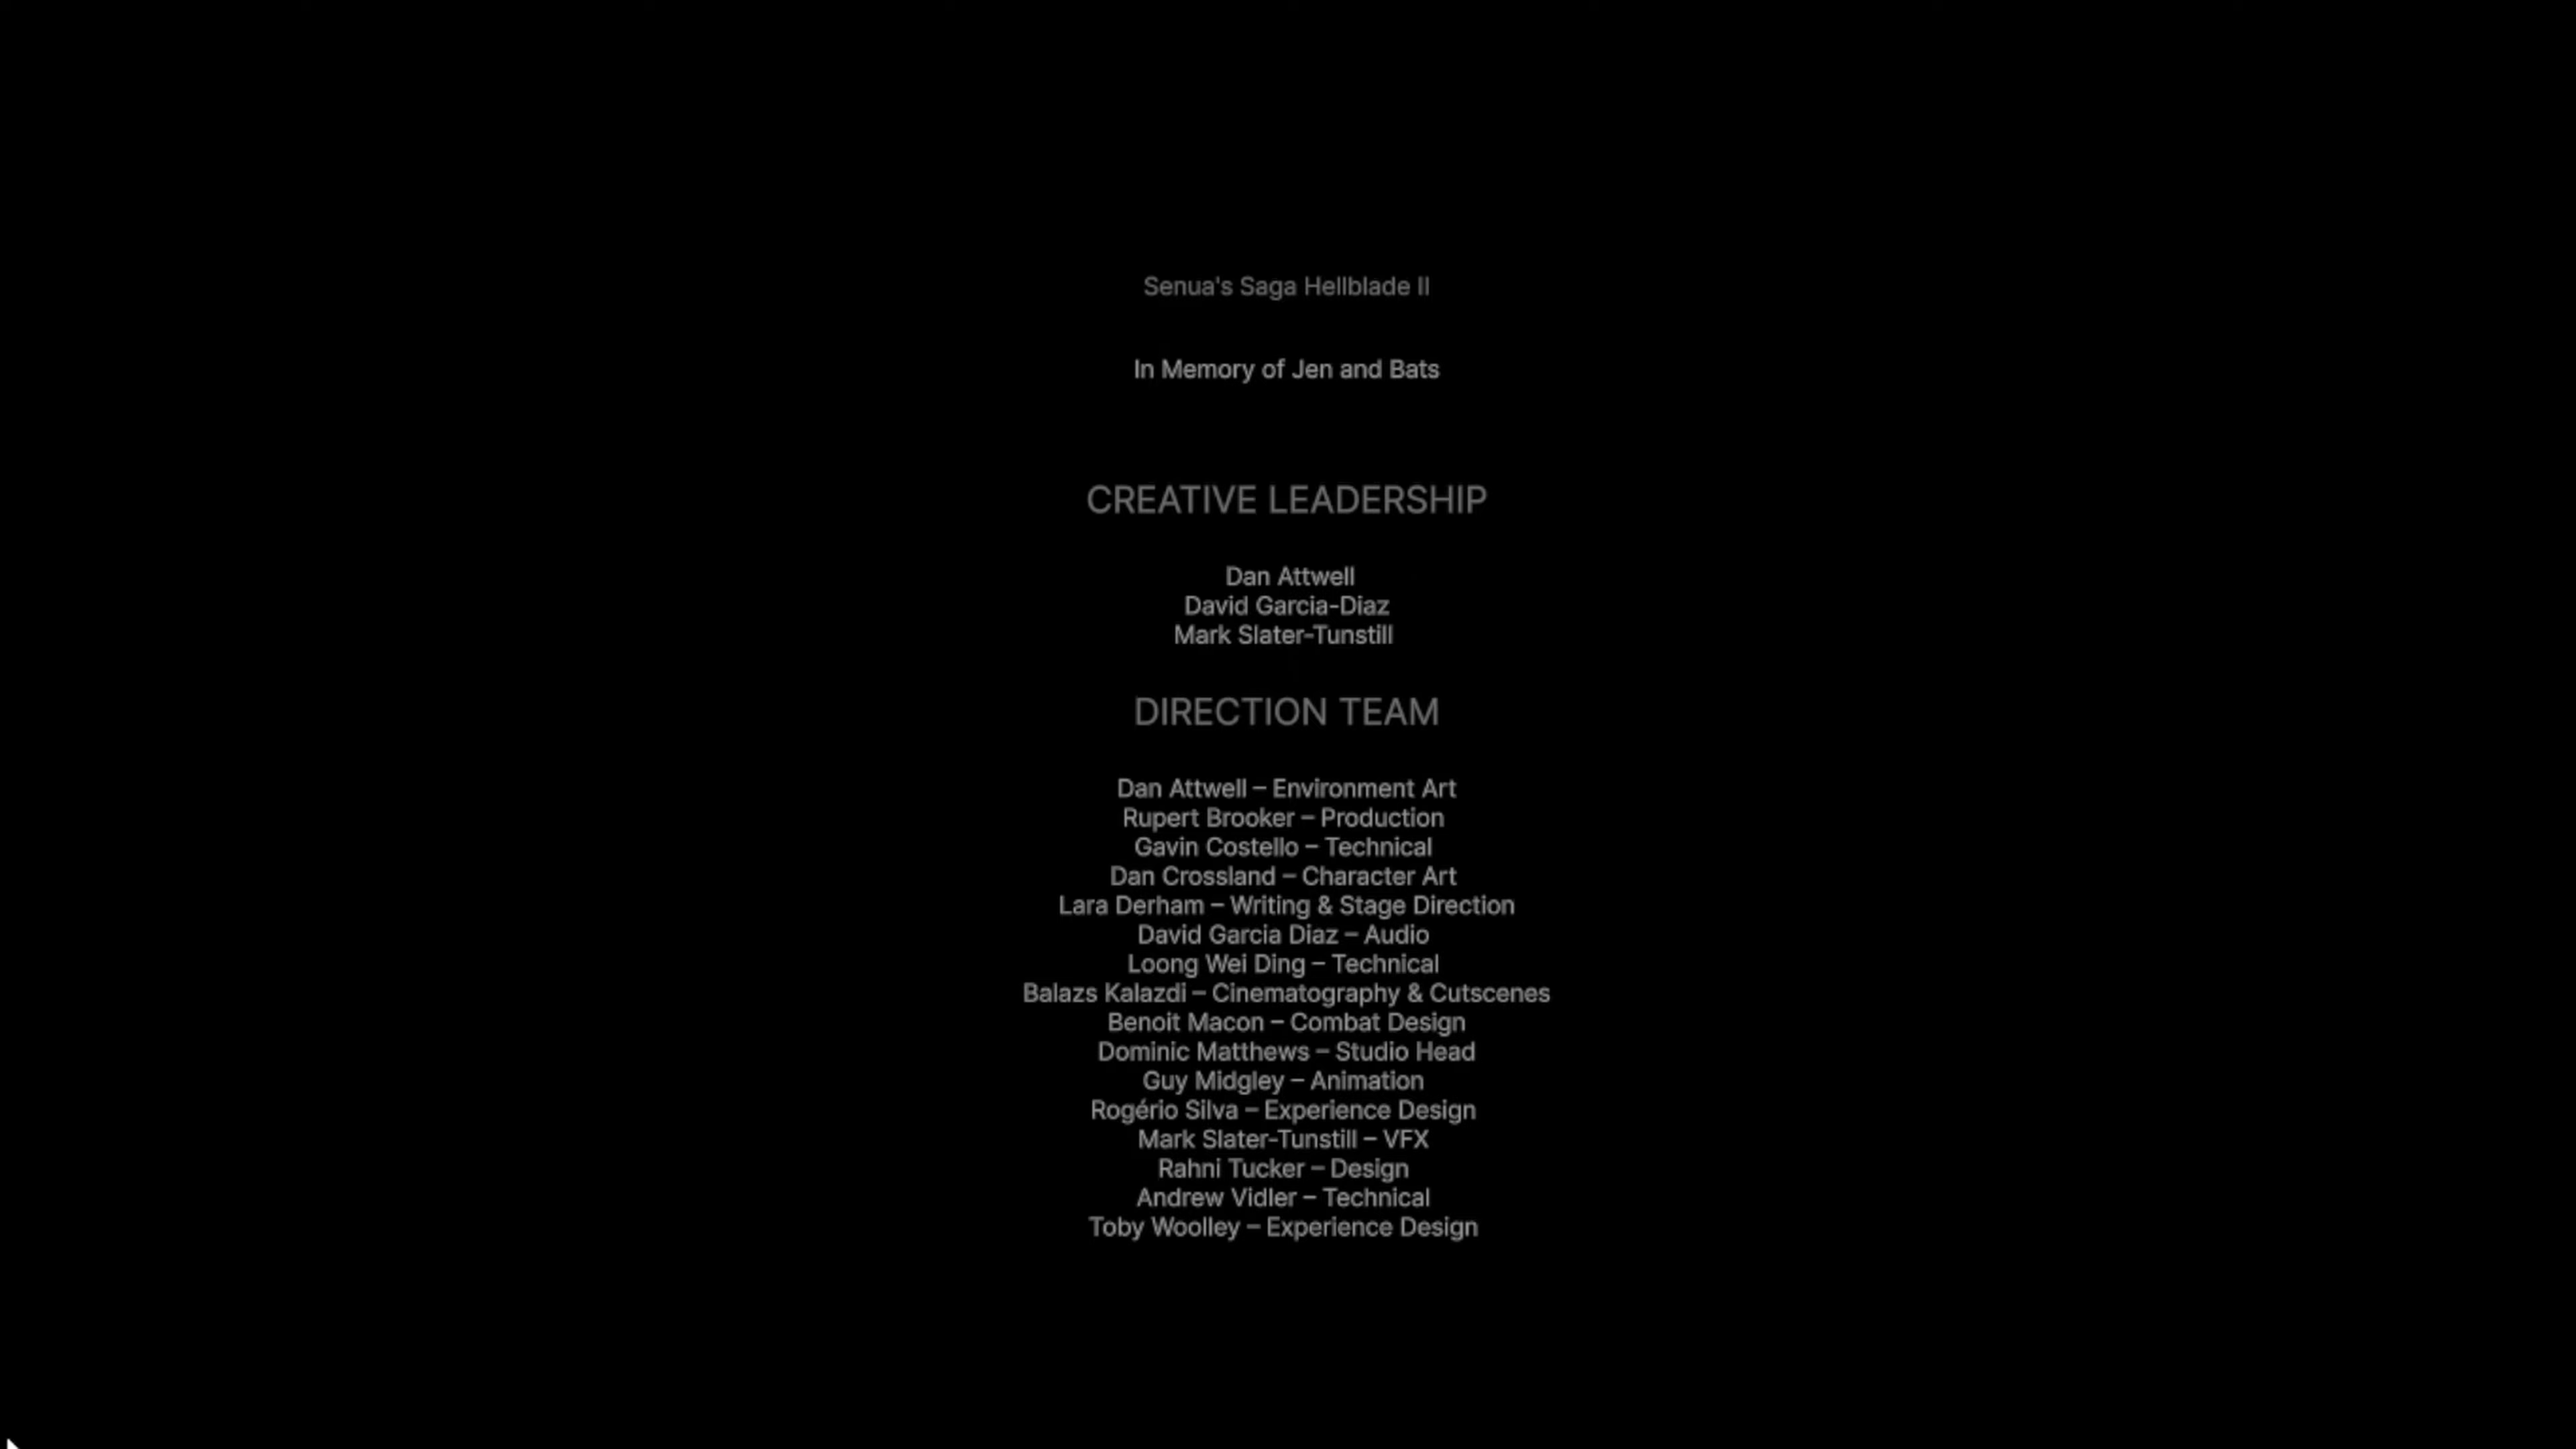 Senua's Saga Hellblade II
In Memory of Jen and Bats
CREATIVE LEADERSHIP
Dan Attwell
David Garcia-Diaz
Mark Slater-Tunstill
DIRECTION TEAM
Dan Attwell – Environment Art
Rupert Brooker – Production
Gavin Costello – Technical
Dan Crossland – Character Art
Lara Derham – Writing & Stage Direction
David Garcia Diaz – Audio
Loong Wei Ding – Technical
Balazs Kalazdi – Cinematography & Cutscenes
Benoit Macon – Combat Design
Dominic Matthews – Studio Head
Guy Midgley – Animation
Rogério Silva – Experience Design
Mark Slater-Tunstill – VFX
Rahni Tucker – Design
Andrew Vidler – Technical
Toby Woolley – Experience Design